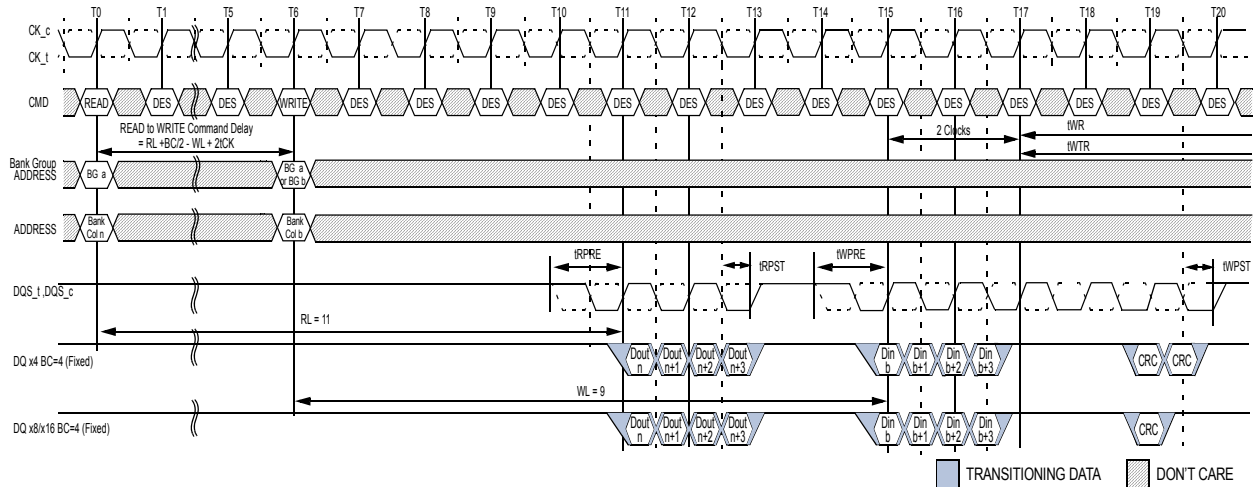 T0 T1 T5 T6 T7 T8 T9 T10 T11 T12 T13 T14 T15 T16 T17 T18 T19 T20
CK_c
CK_t
CMD READ DES DES WRITE DES DES DES DES DES DES DES DES DES DES DES DES DES DES
READ to WRITE Command Delay
= RL +BC/2 - WL + 2tCK
2 Clocks
tWR
tWTR
Bank Group
ADDRESS
BG a
BG a
or BG b
ADDRESS
Bank
Col n
Bank
Col b
tRPRE tRPST tWPRE tWPST
DQS_t ,DQS_c
RL = 11
DQ x4 BC=4 (Fixed)
Dout Dout Dout Dout Din Din Din Din CRC CRC
n n+1 n+2 n+3 b b+1 b+2 b+3
WL = 9
DQ x8/x16 BC=4 (Fixed)
Dout Dout Dout Dout Din Din Din Din CRC
n n+1 n+2 n+3 b b+1 b+2 b+3
TRANSITIONING DATA DON'T CARE